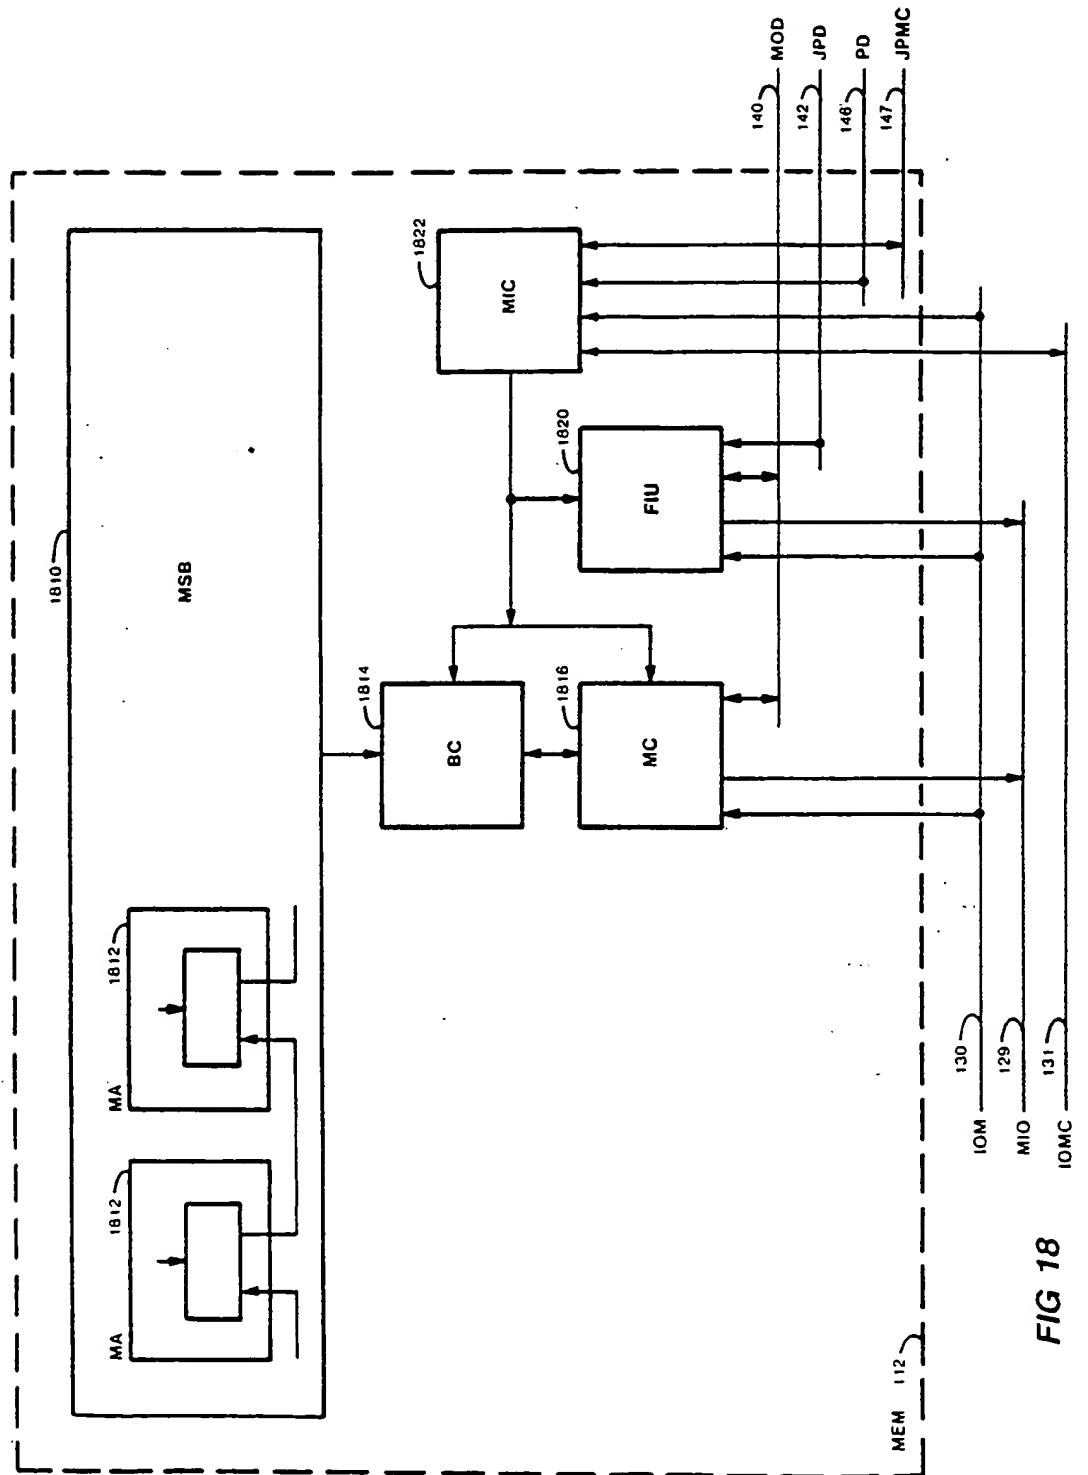 1810
MSB
MA
1812
MA
1812
1814
BC
1816
MC
1820
FIU
1822
MIC
140
MOD
142
JPD
146
PD
147
JPMC
IOM
130
MIO
129
IOMC
131
MEM 112
FIG 18